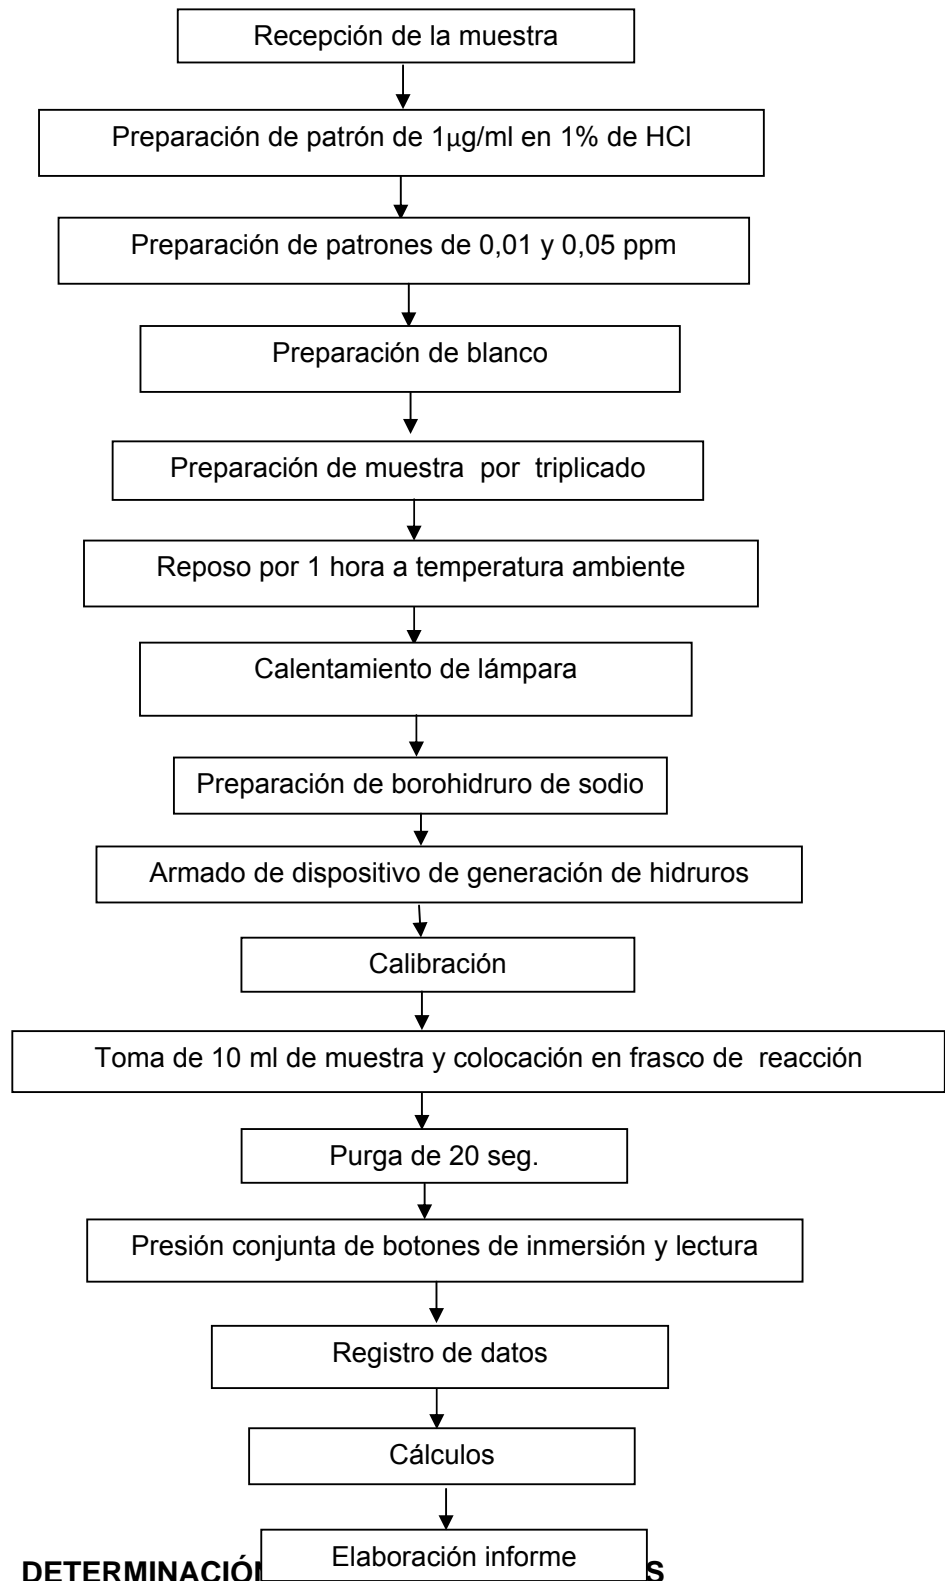 Recepción de la muestra
Preparación de patrón de 1µg/ml en 1% de HCl
Preparación de patrones de 0,01 y 0,05 ppm
Preparación de blanco
Preparación de muestra por triplicado
Reposo por 1 hora a temperatura ambiente
Calentamiento de lámpara
Preparación de borohidruro de sodio
Armado de dispositivo de generación de hidruros
Calibración
Toma de 10 ml de muestra y colocación en frasco de reacción
Purga de 20 seg.
Presión conjunta de botones de inmersión y lectura
Registro de datos
Cálculos
Elaboración informe
DETERMINACIÓN